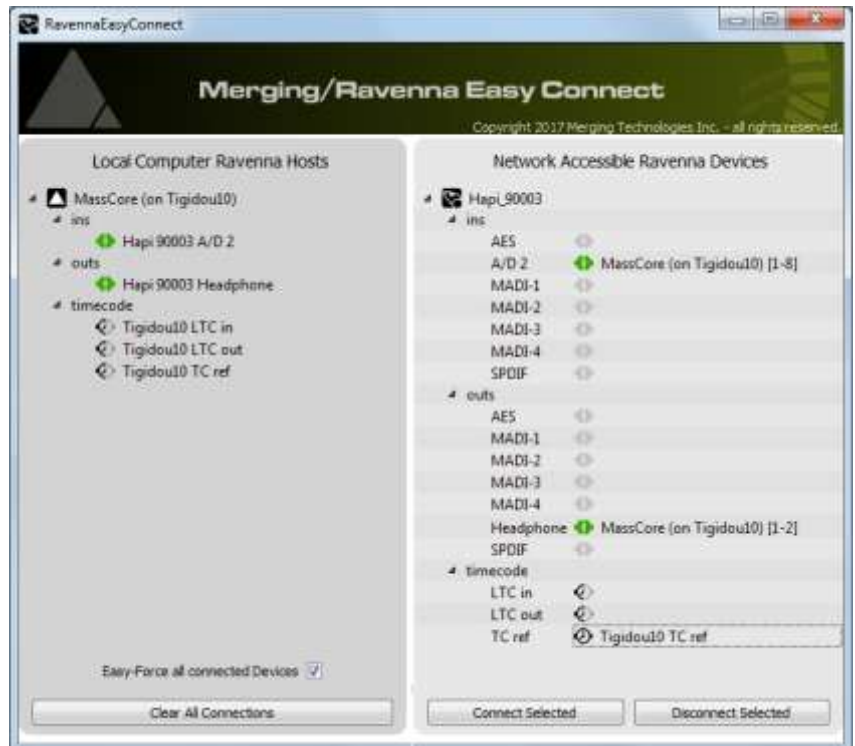 RavennaEasyConnect
Merging/Ravenna Easy Connect
Copyright 2017 Merging Technologies Inc. - all rights reserved.
Local Computer Ravenna Hosts
MassCore (on Tigidou10)
ins
Hapi 90003 A/D 2
outs
Hapi 90003 Headphone
timecode
Tigidou10 LTC in
Tigidou10 LTC out
Tigidou10 TC ref
Easy-Force all connected Devices
Clear All Connections
Network Accessible Ravenna Devices
Hapi_90003
ins
AES
A/D 2 MassCore (on Tigidou10) [1-8]
MADI-1
MADI-2
MADI-3
MADI-4
SPDIF
outs
AES
MADI-1
MADI-2
MADI-3
MADI-4
Headphone MassCore (on Tigidou10) [1-2]
SPDIF
timecode
LTC in
LTC out
TC ref Tigidou10 TC ref
Connect Selected
Disconnect Selected